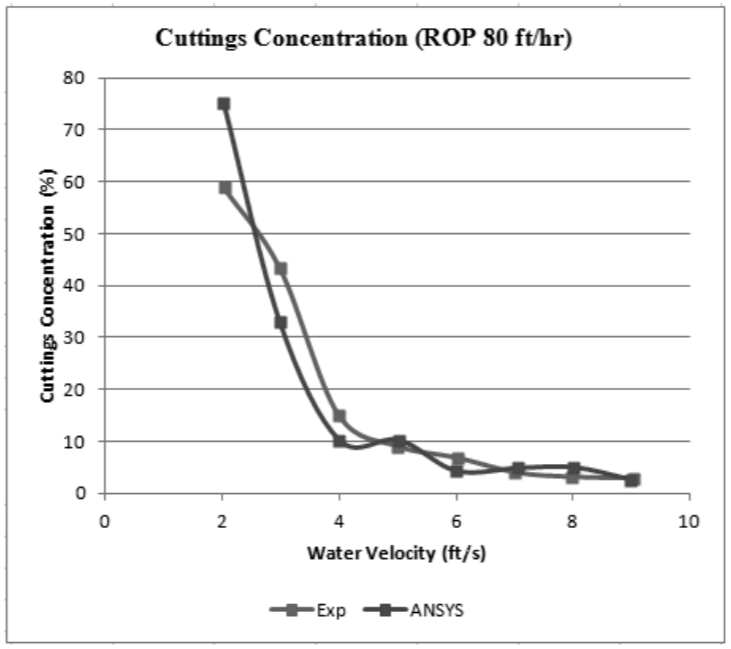 Cuttings Concentration (ROP 80 ft/hr)
Cuttings Concentration (%)
80
70
60
50
40
30
20
10
0
0 2 4 6 8 10
Water Velocity (ft/s)
Exp ANSYS